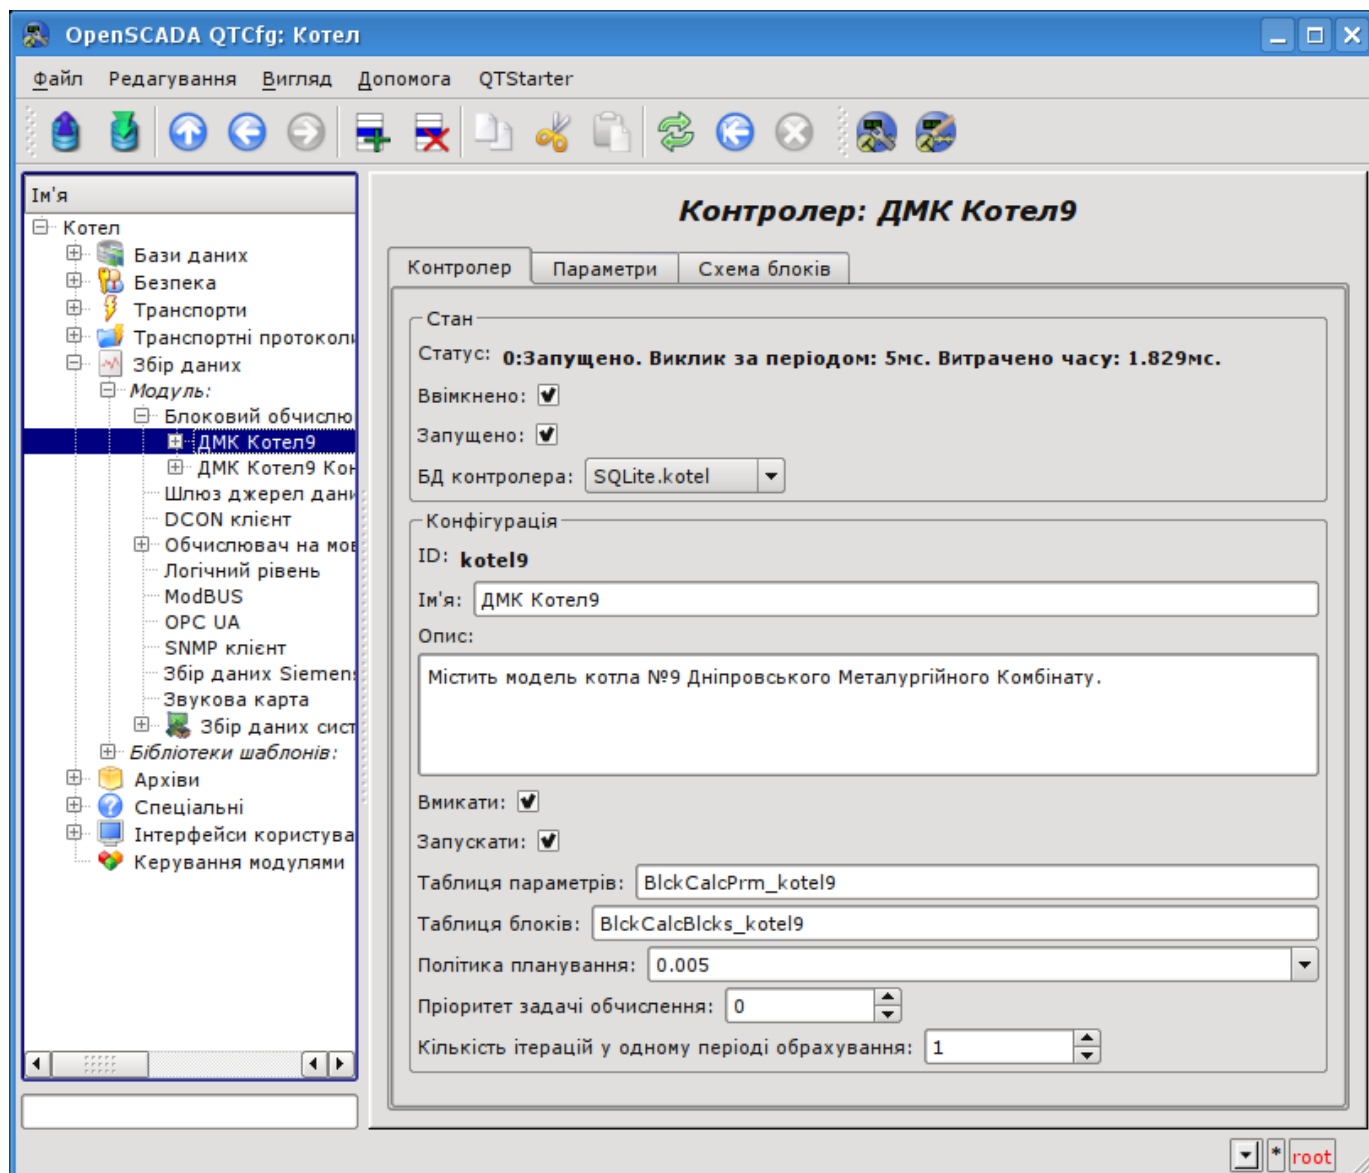 OpenSCADA QTCfg: Котел
Файл Редагування Вигляд Допомога QTStarter
Ім'я
Котел
Бази даних
Безпека
Транспорти
Транспортні протоколи
Збір даних
Модуль:
Блоковий обчислю
ДМК Котел9
ДМК Котел9 Кон
Шлюз джерел дани
DCON клієнт
Обчислювач на мов
Логічний рівень
ModBUS
OPC UA
SNMP клієнт
Збір даних Siemens
Звукова карта
Збір даних сист
Бібліотеки шаблонів:
Архіви
Спеціальні
Інтерфейси користува
Керування модулями
Контролер: ДМК Котел9
Контролер Параметри Схема блоків
Стан
Статус: 0:Запущено. Виклик за періодом: 5мс. Витрачено часу: 1.829мс.
Ввімкнено:
Запущено:
БД контролера: SQLite.kotel
Конфігурація
ID: kotel9
Ім'я: ДМК Котел9
Опис:
Містить модель котла №9 Дніпровського Металургійного Комбінату.
Вмикати:
Запускати:
Таблиця параметрів: BlckCalcPrm_kotel9
Таблиця блоків: BlckCalcBlcks_kotel9
Політика планування: 0.005
Пріоритет задачі обчислення: 0
Кількість ітерацій у одному періоді обрахування: 1
* root